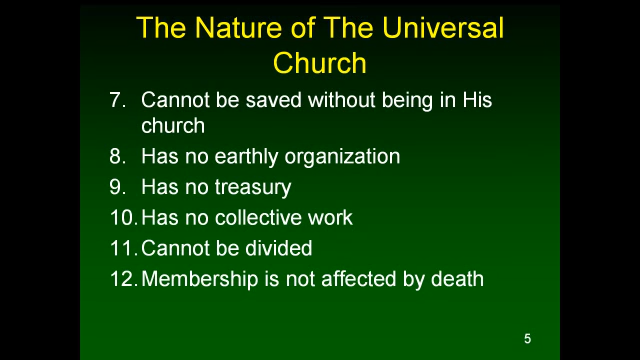 The Nature of The Universal
Church
7. Cannot be saved without being in His
church
8. Has no earthly organization
9. Has no treasury
10. Has no collective work
11. Cannot be divided
12. Membership is not affected by death
5